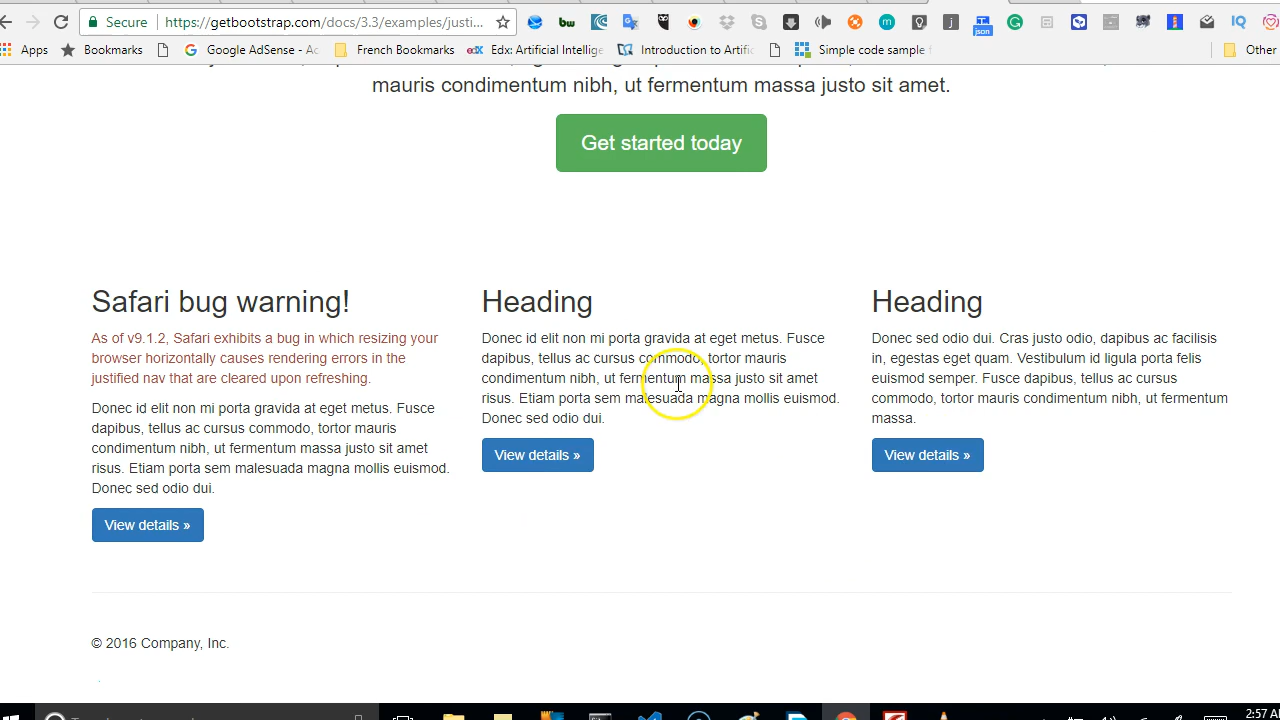 Secure https://getbootstrap.com/docs/3.3/examples/justi...
Apps Bookmarks Google AdSense - Ac French Bookmarks Edx: Artificial Intellige Introduction to Artific Simple code sample Other
mauris condimentum nibh, ut fermentum massa justo sit amet.
Get started today
Safari bug warning!
As of v9.1.2, Safari exhibits a bug in which resizing your
browser horizontally causes rendering errors in the
justified nav that are cleared upon refreshing.
Donec id elit non mi porta gravida at eget metus. Fusce
dapibus, tellus ac cursus commodo, tortor mauris
condimentum nibh, ut fermentum massa justo sit amet
risus. Etiam porta sem malesuada magna mollis euismod.
Donec sed odio dui.
View details »
Heading
Donec id elit non mi porta gravida at eget metus. Fusce
dapibus, tellus ac cursus commodo, tortor mauris
condimentum nibh, ut fermentum massa justo sit amet
risus. Etiam porta sem malesuada magna mollis euismod.
Donec sed odio dui.
View details »
Heading
Donec sed odio dui. Cras justo odio, dapibus ac facilisis
in, egestas eget quam. Vestibulum id ligula porta felis
euismod semper. Fusce dapibus, tellus ac cursus
commodo, tortor mauris condimentum nibh, ut fermentum
massa.
View details »
© 2016 Company, Inc.
2:57 A